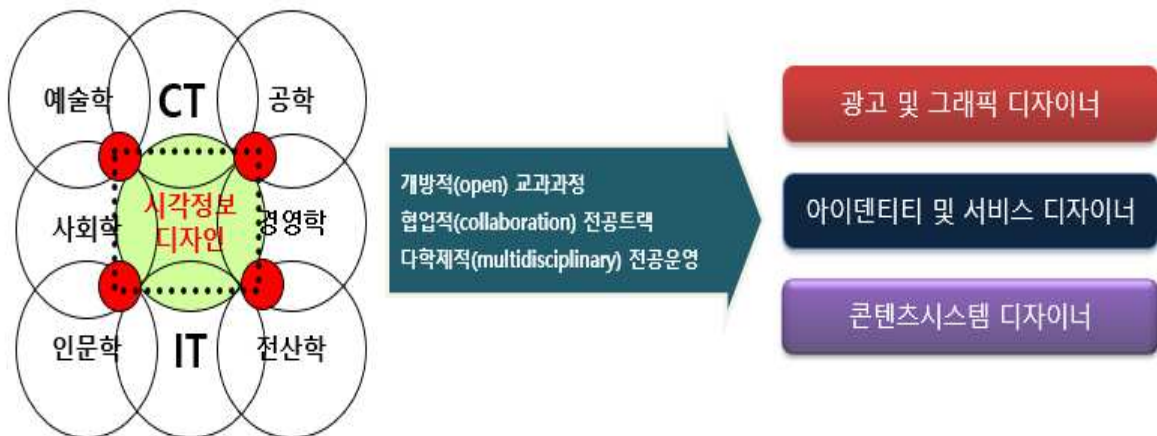 예술학
CT
공학
사회학
시각정보
디자인
경영학
인문학
IT
전산학
개방적(open) 교과과정
협업적(collaboration) 전공트랙
다학제적(multidisciplinary) 전공운영
광고 및 그래픽 디자이너
아이덴티티 및 서비스 디자이너
콘텐츠시스템 디자이너